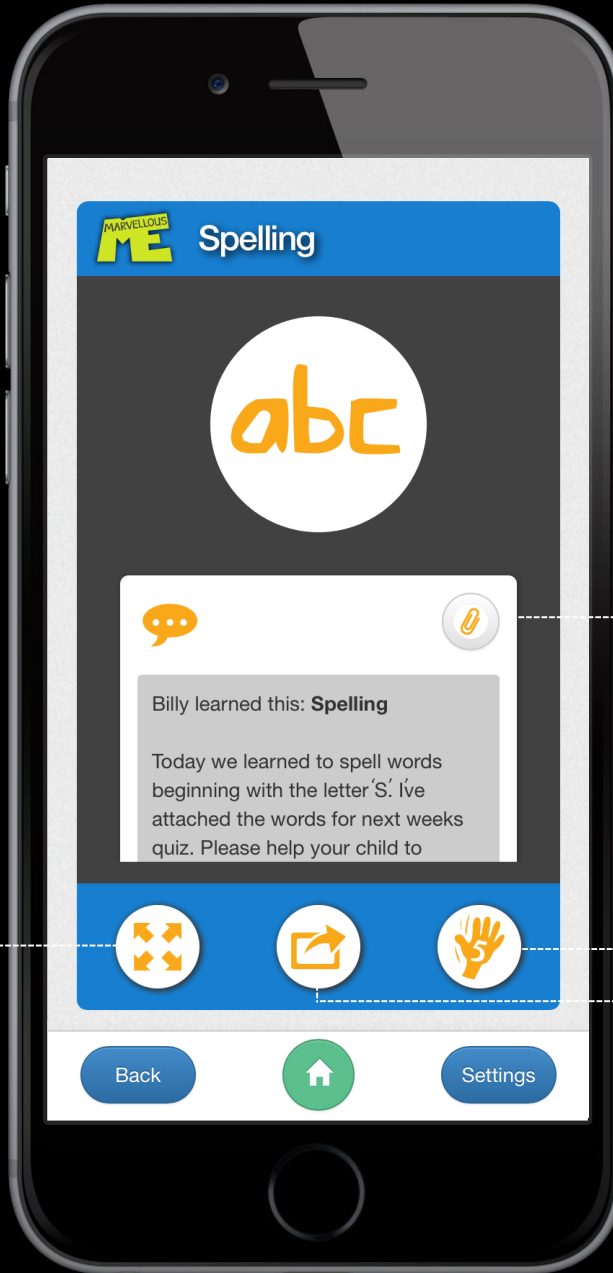 MARVELLOUS
ME
Spelling
abc
Billy learned this: Spelling
Today we learned to spell words
beginning with the letter 'S'. I've
attached the words for next weeks
quiz. Please help your child to
5
Back
Settings